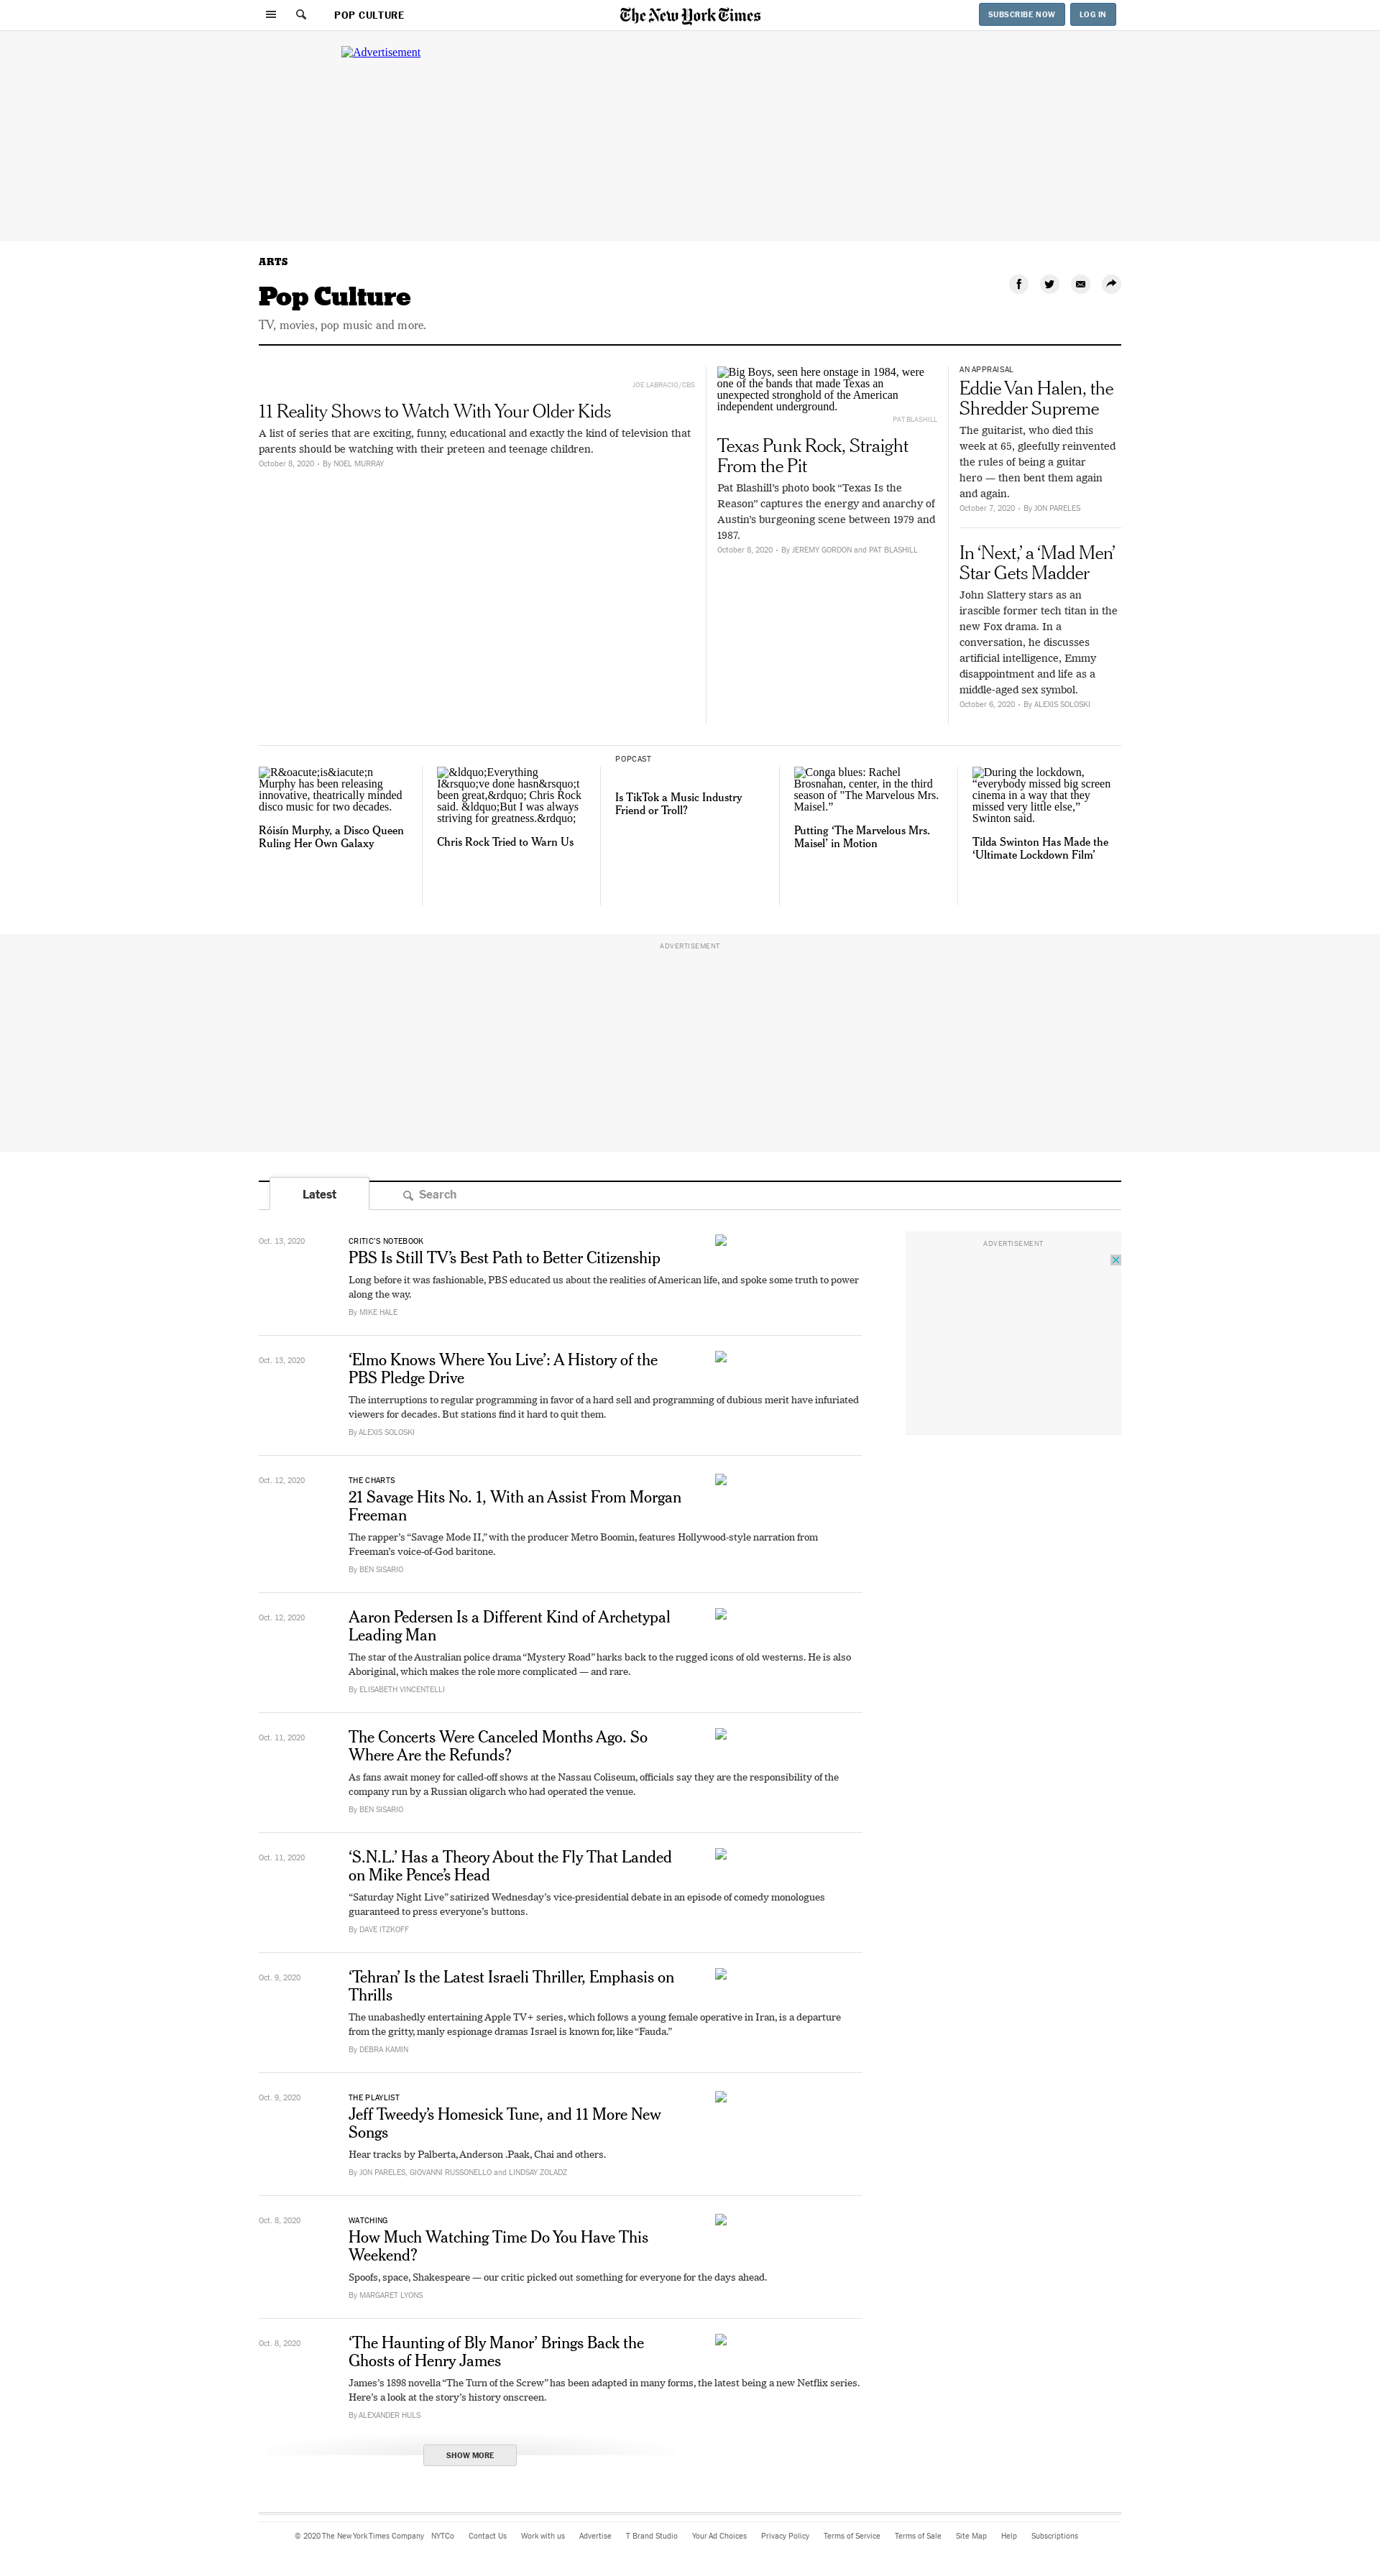 POP CULTURE
The New York Times
SUBSCRIBE NOW
LOG IN
Advertisement
ARTS
Pop Culture
TV, movies, pop music and more.
JOE LABRACIO/CBS
11 Reality Shows to Watch With Your Older Kids
A list of series that are exciting, funny, educational and exactly the kind of television that
parents should be watching with their preteen and teenage children.
October 8, 2020 • By NOEL MURRAY
Big Boys, seen here onstage in 1984, were
one of the bands that made Texas an
unexpected stronghold of the American
independent underground.
PAT BLASHILL
Texas Punk Rock, Straight
From the Pit
Pat Blashill’s photo book “Texas Is the
Reason” captures the energy and anarchy of
Austin’s burgeoning scene between 1979 and
1987.
October 8, 2020 • By JEREMY GORDON and PAT BLASHILL
AN APPRAISAL
Eddie Van Halen, the
Shredder Supreme
The guitarist, who died this
week at 65, gleefully reinvented
the rules of being a guitar
hero — then bent them again
and again.
October 7, 2020 • By JON PARELES
In ‘Next,’ a ‘Mad Men’
Star Gets Madder
John Slattery stars as an
irascible former tech titan in the
new Fox drama. In a
conversation, he discusses
artificial intelligence, Emmy
disappointment and life as a
middle-aged sex symbol.
October 6, 2020 • By ALEXIS SOLOSKI
R&oacute;is&iacute;n
Murphy has been releasing
innovative, theatrically minded
disco music for two decades.
Róisín Murphy, a Disco Queen
Ruling Her Own Galaxy
&ldquo;Everything
I&rsquo;ve done hasn&rsquo;t
been great,&rdquo; Chris Rock
said. &ldquo;But I was always
striving for greatness.&rdquo;
Chris Rock Tried to Warn Us
POPCAST
Is TikTok a Music Industry
Friend or Troll?
Conga blues: Rachel
Brosnahan, center, in the third
season of "The Marvelous Mrs.
Maisel.”
Putting ‘The Marvelous Mrs.
Maisel’ in Motion
During the lockdown,
“everybody missed big screen
cinema in a way that they
missed very little else,”
Swinton said.
Tilda Swinton Has Made the
‘Ultimate Lockdown Film’
ADVERTISEMENT
Latest
Search
Oct. 13, 2020
CRITIC’S NOTEBOOK
PBS Is Still TV’s Best Path to Better Citizenship
Long before it was fashionable, PBS educated us about the realities of American life, and spoke some truth to power
along the way.
By MIKE HALE
ADVERTISEMENT
Oct. 13, 2020
‘Elmo Knows Where You Live’: A History of the
PBS Pledge Drive
The interruptions to regular programming in favor of a hard sell and programming of dubious merit have infuriated
viewers for decades. But stations find it hard to quit them.
By ALEXIS SOLOSKI
Oct. 12, 2020
THE CHARTS
21 Savage Hits No. 1, With an Assist From Morgan
Freeman
The rapper’s “Savage Mode II,” with the producer Metro Boomin, features Hollywood-style narration from
Freeman’s voice-of-God baritone.
By BEN SISARIO
Oct. 12, 2020
Aaron Pedersen Is a Different Kind of Archetypal
Leading Man
The star of the Australian police drama “Mystery Road” harks back to the rugged icons of old westerns. He is also
Aboriginal, which makes the role more complicated — and rare.
By ELISABETH VINCENTELLI
Oct. 11, 2020
The Concerts Were Canceled Months Ago. So
Where Are the Refunds?
As fans await money for called-off shows at the Nassau Coliseum, officials say they are the responsibility of the
company run by a Russian oligarch who had operated the venue.
By BEN SISARIO
Oct. 11, 2020
‘S.N.L.’ Has a Theory About the Fly That Landed
on Mike Pence’s Head
“Saturday Night Live” satirized Wednesday’s vice-presidential debate in an episode of comedy monologues
guaranteed to press everyone’s buttons.
By DAVE ITZKOFF
Oct. 9, 2020
‘Tehran’ Is the Latest Israeli Thriller, Emphasis on
Thrills
The unabashedly entertaining Apple TV+ series, which follows a young female operative in Iran, is a departure
from the gritty, manly espionage dramas Israel is known for, like “Fauda.”
By DEBRA KAMIN
Oct. 9, 2020
THE PLAYLIST
Jeff Tweedy’s Homesick Tune, and 11 More New
Songs
Hear tracks by Palberta, Anderson .Paak, Chai and others.
By JON PARELES, GIOVANNI RUSSONELLO and LINDSAY ZOLADZ
Oct. 8, 2020
WATCHING
How Much Watching Time Do You Have This
Weekend?
Spoofs, space, Shakespeare — our critic picked out something for everyone for the days ahead.
By MARGARET LYONS
Oct. 8, 2020
‘The Haunting of Bly Manor’ Brings Back the
Ghosts of Henry James
James’s 1898 novella “The Turn of the Screw” has been adapted in many forms, the latest being a new Netflix series.
Here’s a look at the story’s history onscreen.
By ALEXANDER HULS
SHOW MORE
© 2020 The New York Times Company NYTCo Contact Us Work with us Advertise T Brand Studio Your Ad Choices Privacy Policy Terms of Service Terms of Sale Site Map Help Subscriptions